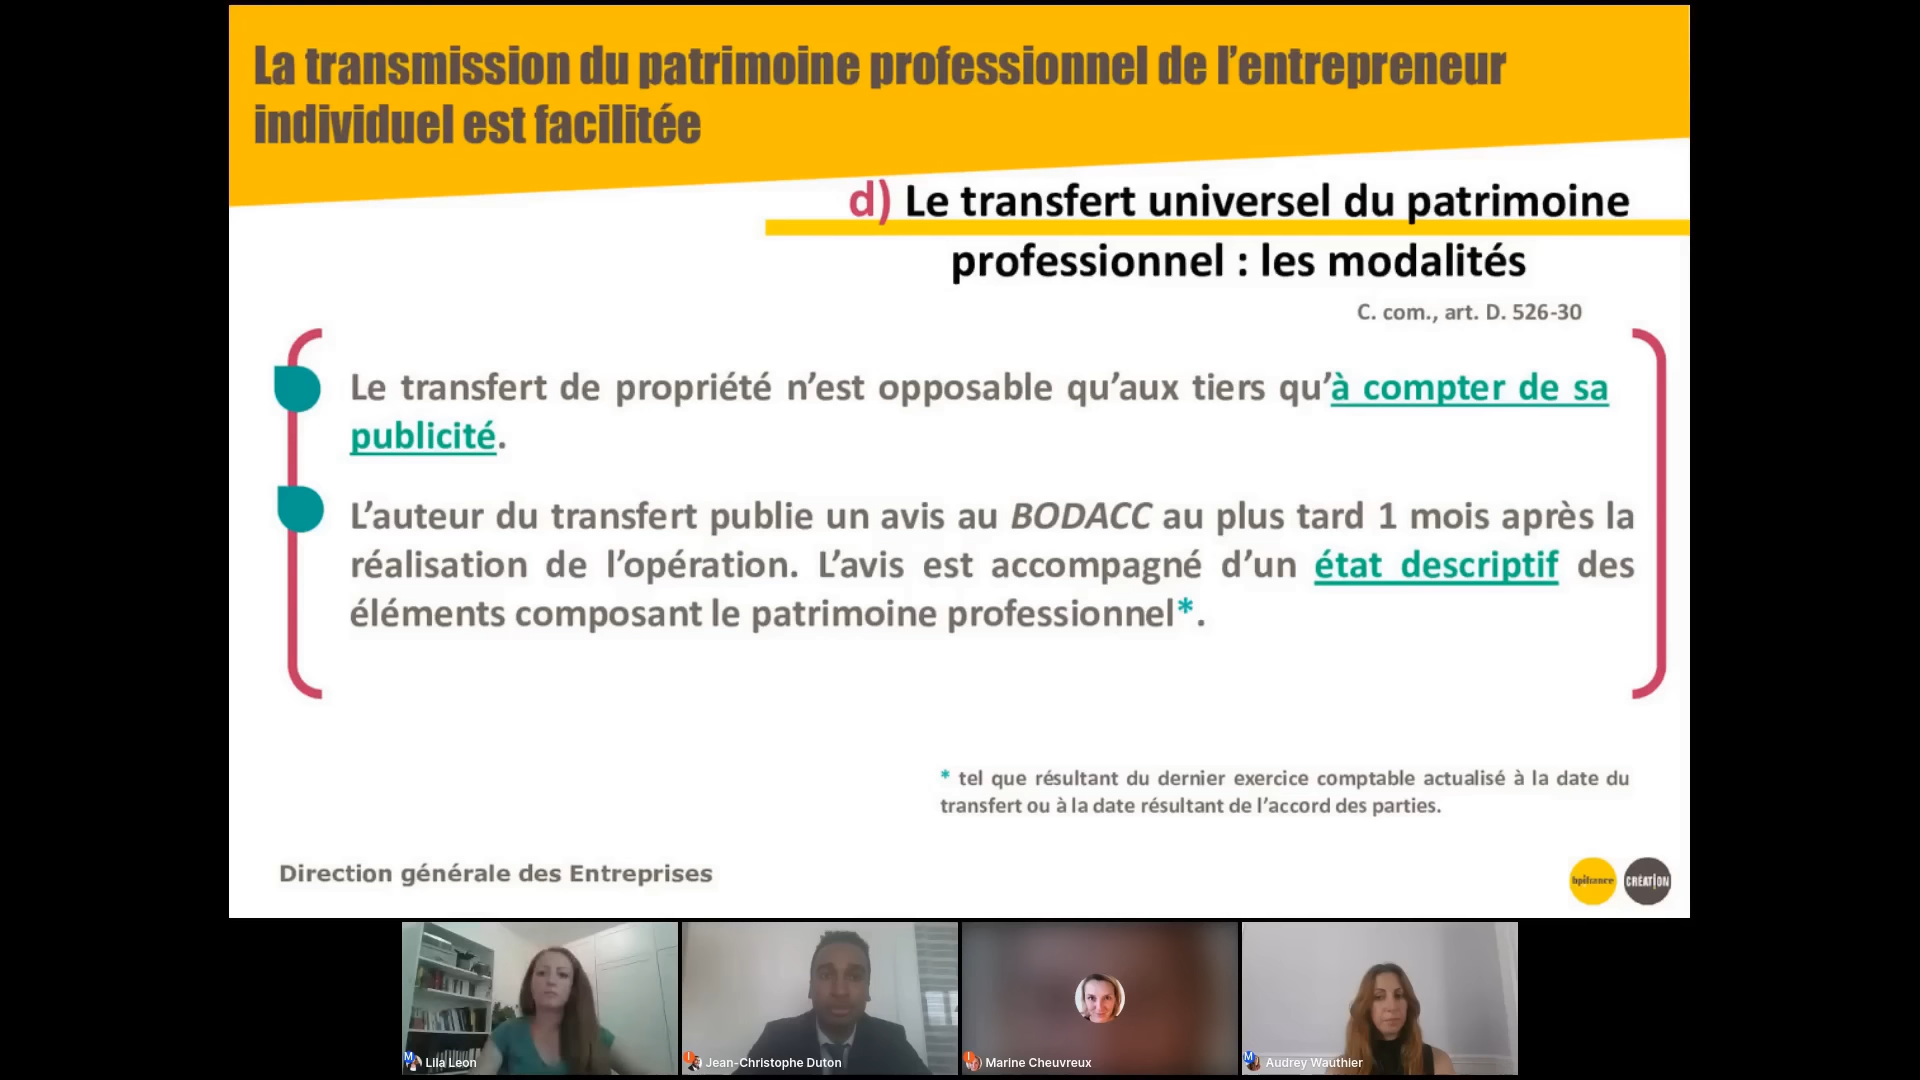 La transmission du patrimoine professionnel de l’entrepreneur
individuel est facilitée
d) Le transfert universel du patrimoine
professionnel : les modalités
C. com., art. D. 526-30
Le transfert de propriété n’est opposable qu’aux tiers qu’à compter de sa
publicité.
L’auteur du transfert publie un avis au BODACC au plus tard 1 mois après la
réalisation de l’opération. L’avis est accompagné d’un état descriptif des
éléments composant le patrimoine professionnel*.
* tel que résultant du dernier exercice comptable actualisé à la date du
transfert ou à la date résultant de l’accord des parties.
Direction générale des Entreprises
bpifrance
CRÉATION
M Lila Leon
I Jean-Christophe Duton
I Marine Cheuvreux
M Audrey Wauthier